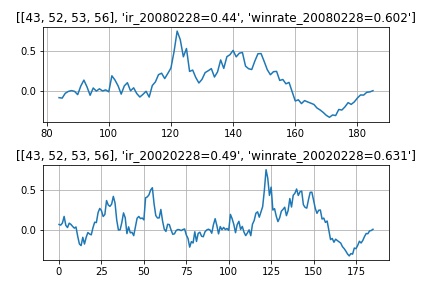 [[43, 52, 53, 56], 'ir_20080228=0.44', 'winrate_20080228=0.602']
0.5
0.0
80 100 120 140 160 180
[[43, 52, 53, 56], 'ir_20020228=0.49', 'winrate_20020228=0.631']
0.5
0.0
0 25 50 75 100 125 150 175